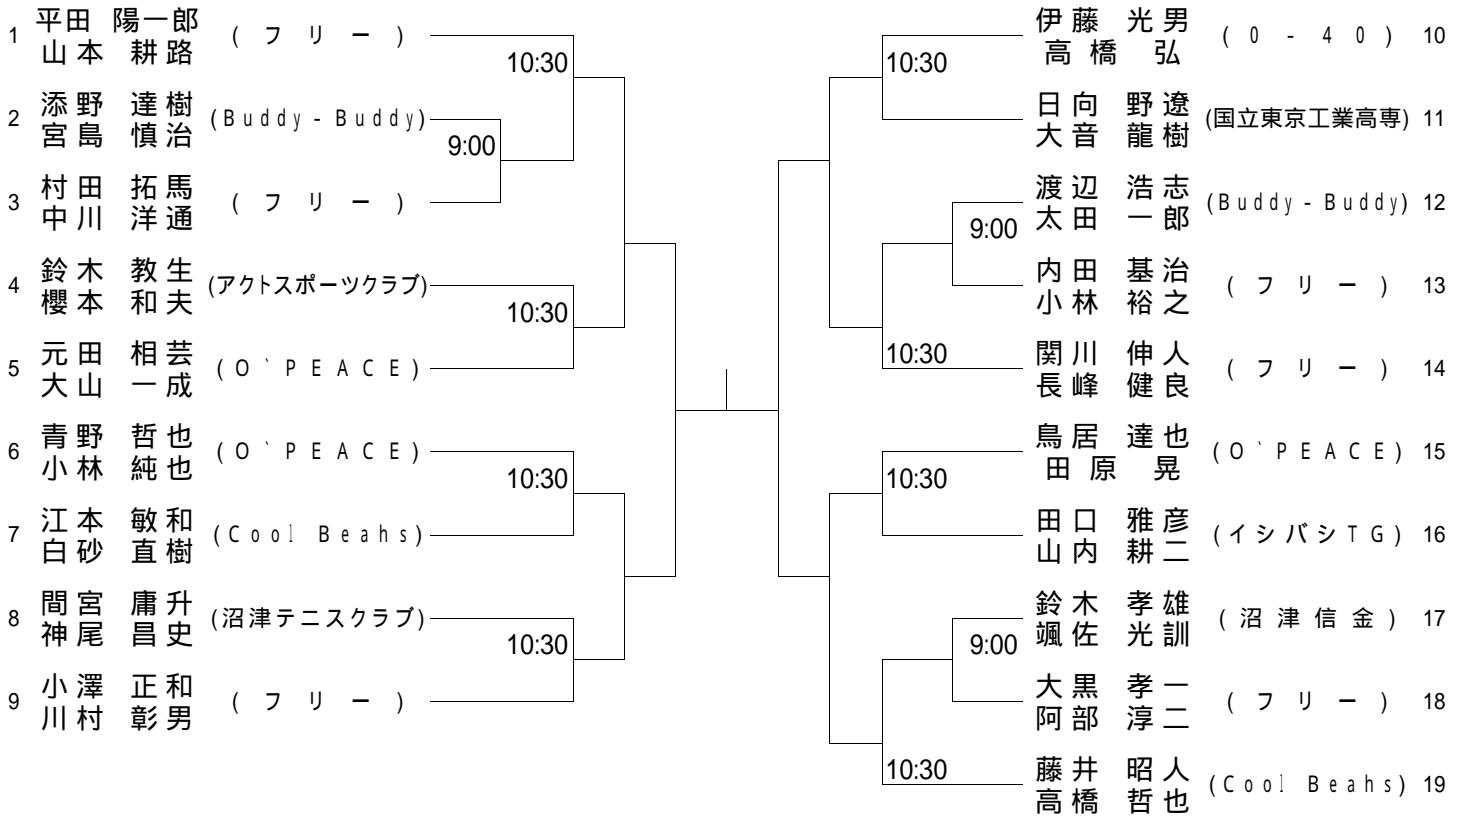 1 平田 陽一郎 (フリー)
山本 耕路
10:30
2 添野 達樹 (Buddy-Buddy)
宮島 慎治
9:00
3 村田 拓馬 (フリー)
中川 洋通
4 鈴木 教生 (アクトスポーツクラブ)
櫻本 和夫
10:30
5 元田 相芸 (O`PEACE)
大山 一成
6 青野 哲也 (O`PEACE)
小林 純也
10:30
7 江本 敏和 (Cool Beahs)
白砂 直樹
8 間宮 庸升 (沼津テニスクラブ)
神尾 昌史
10:30
9 小澤 正和 (フリー)
川村 彰男
伊藤 光男 (0-40) 10
高橋 弘
10:30
日向野 遼 (国立東京工業高専) 11
大音 龍樹
渡辺 浩志 (Buddy-Buddy) 12
太田 一郎
9:00
内田 基治 (フリー) 13
小林 裕之
10:30
関川 伸人 (フリー) 14
長峰 健良
鳥居 達也 (O`PEACE) 15
田原 晃
10:30
田口 雅彦 (イシバシTG) 16
山内 耕二
鈴木 孝雄 (沼津信金) 17
颯佐 光訓
9:00
大黒 孝一 (フリー) 18
阿部 淳二
10:30
藤井 昭人 (Cool Beahs) 19
高橋 哲也